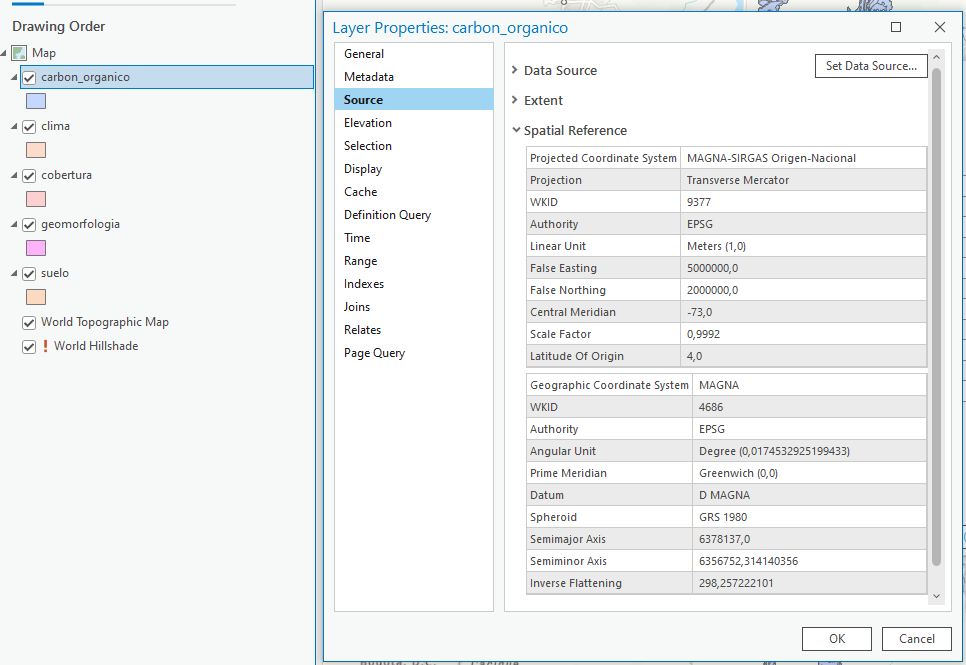 Drawing Order
Map
carbon_organico
clima
cobertura
geomorfologia
suelo
World Topographic Map
! World Hillshade
Layer Properties: carbon_organico
General
Metadata
Source
Elevation
Selection
Display
Cache
Definition Query
Time
Range
Indexes
Joins
Relates
Page Query
Data Source
Set Data Source...
Extent
Spatial Reference
Projected Coordinate System MAGNA-SIRGAS Origen-Nacional
Projection Transverse Mercator
WKID 9377
Authority EPSG
Linear Unit Meters (1,0)
False Easting 5000000,0
False Northing 2000000,0
Central Meridian -73,0
Scale Factor 0,9992
Latitude Of Origin 4,0
Geographic Coordinate System MAGNA
WKID 4686
Authority EPSG
Angular Unit Degree (0,0174532925199433)
Prime Meridian Greenwich (0,0)
Datum D MAGNA
Spheroid GRS 1980
Semimajor Axis 6378137,0
Semiminor Axis 6356752,314140356
Inverse Flattening 298,257222101
OK
Cancel